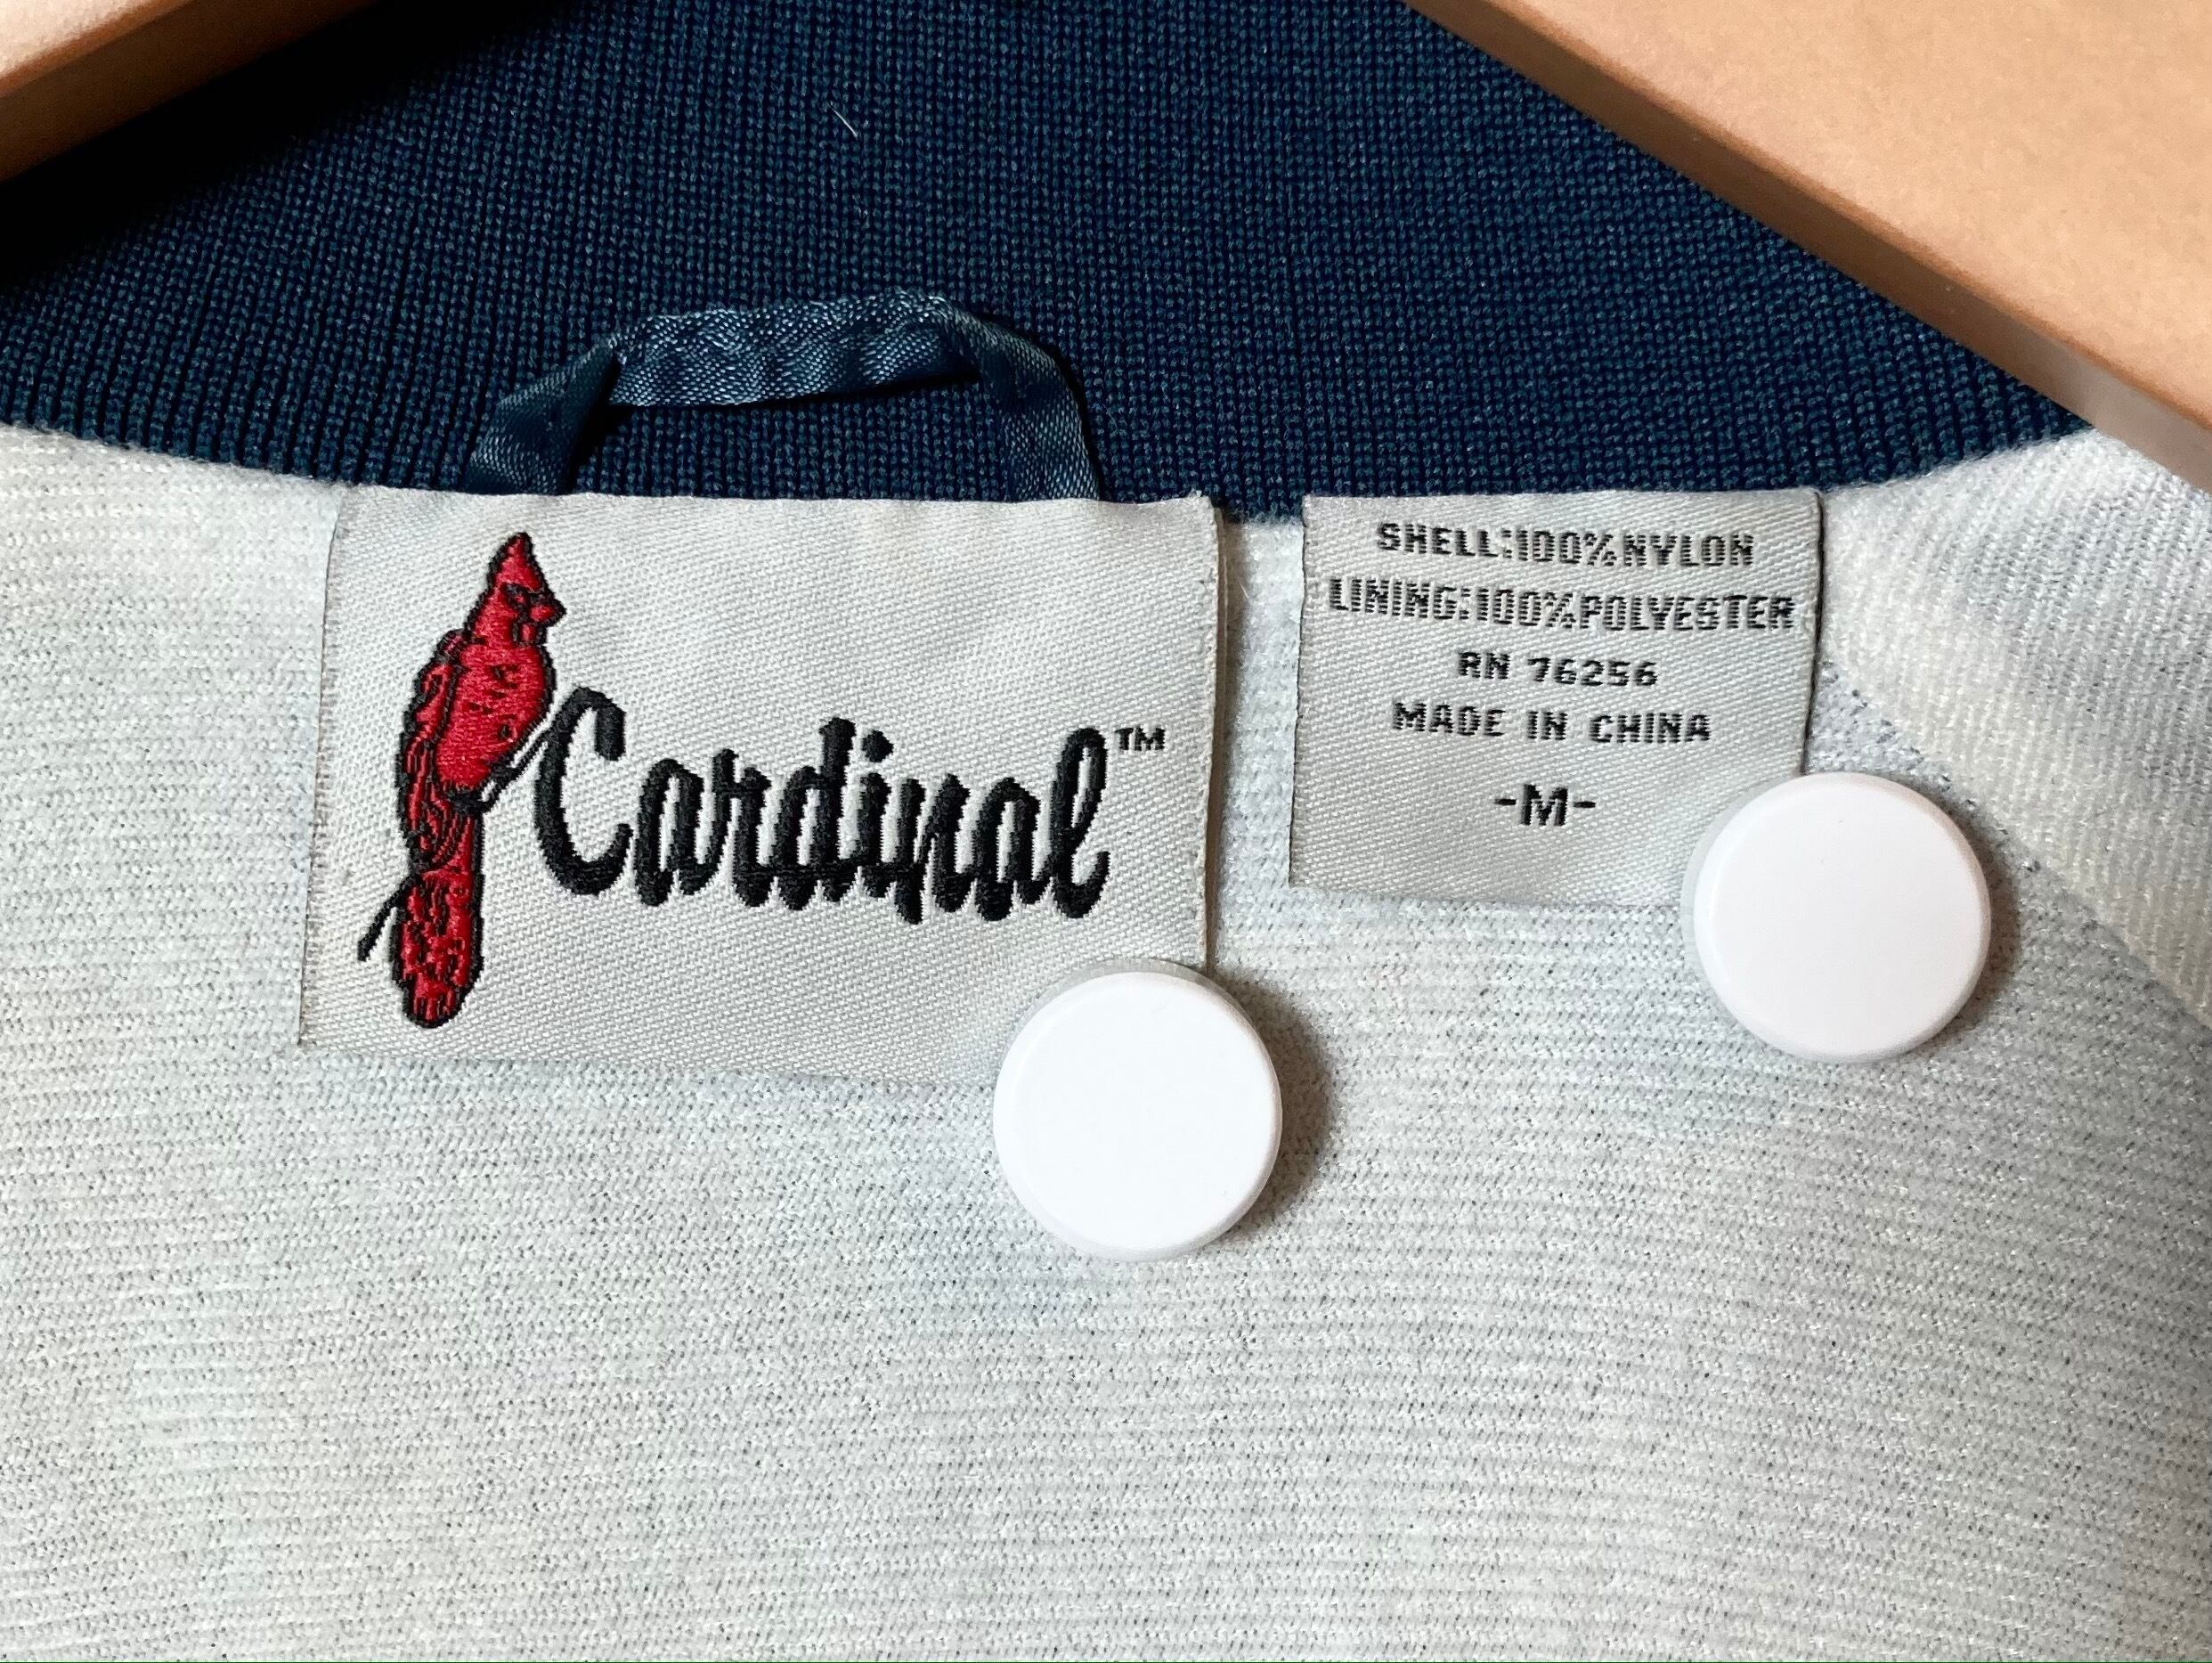 Cardinal™
SHELL:100%NYLON
LINING:100%POLYESTER
RN 76256
MADE IN CHINA
-M-